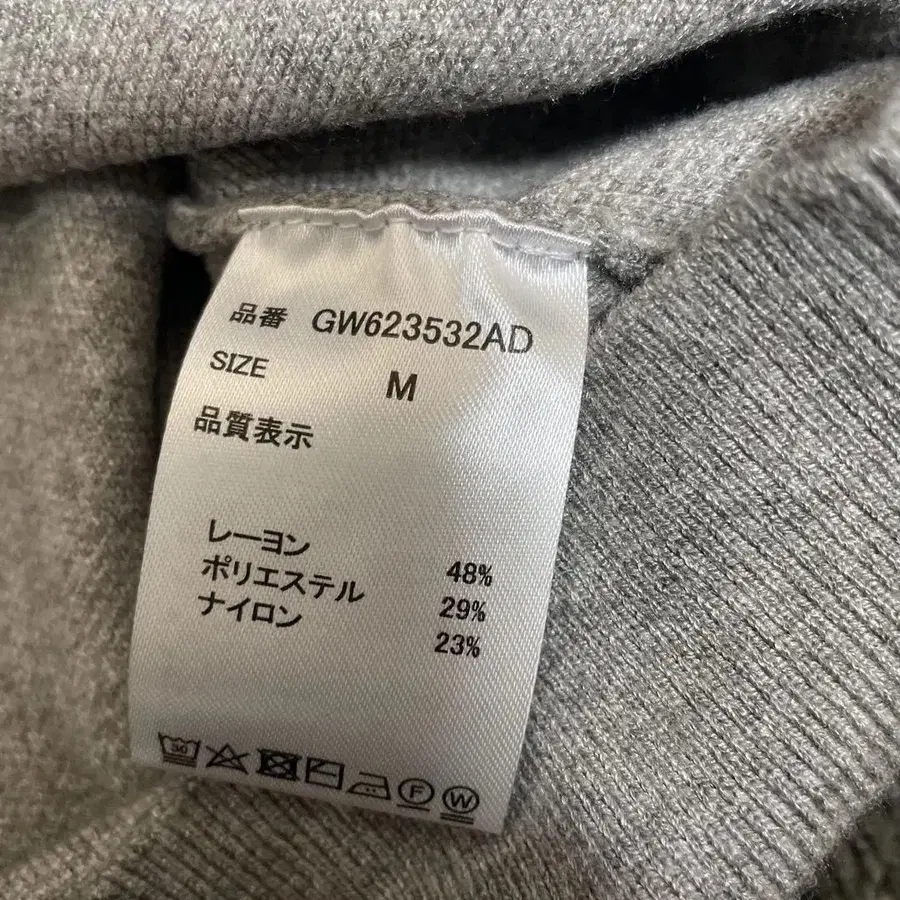 品番 GW623532AD
SIZE M
品質表示
レーヨン 48%
ポリエステル 29%
ナイロン 23%
30 F W